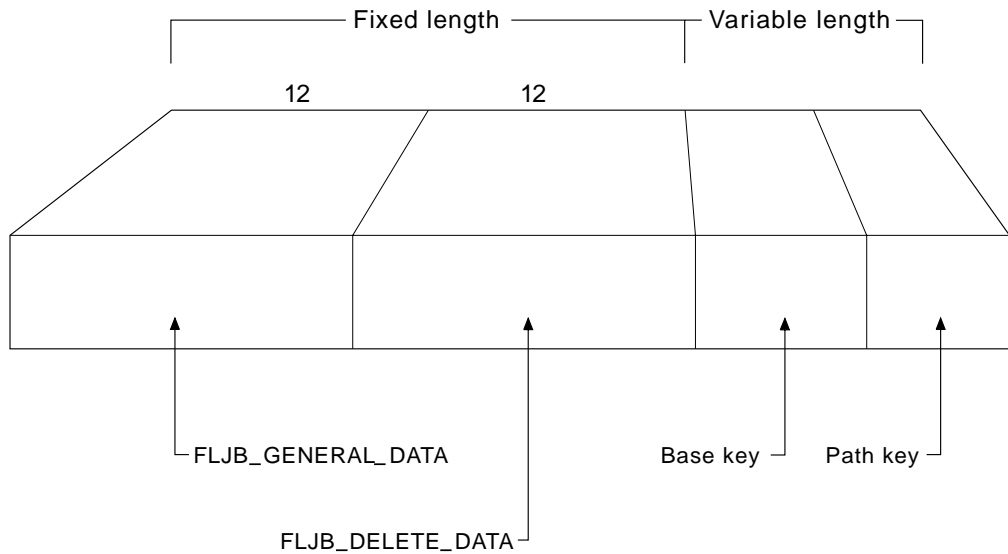 Fixed length Variable length
12 12
FLJB_GENERAL_DATA Base key Path key
FLJB_DELETE_DATA